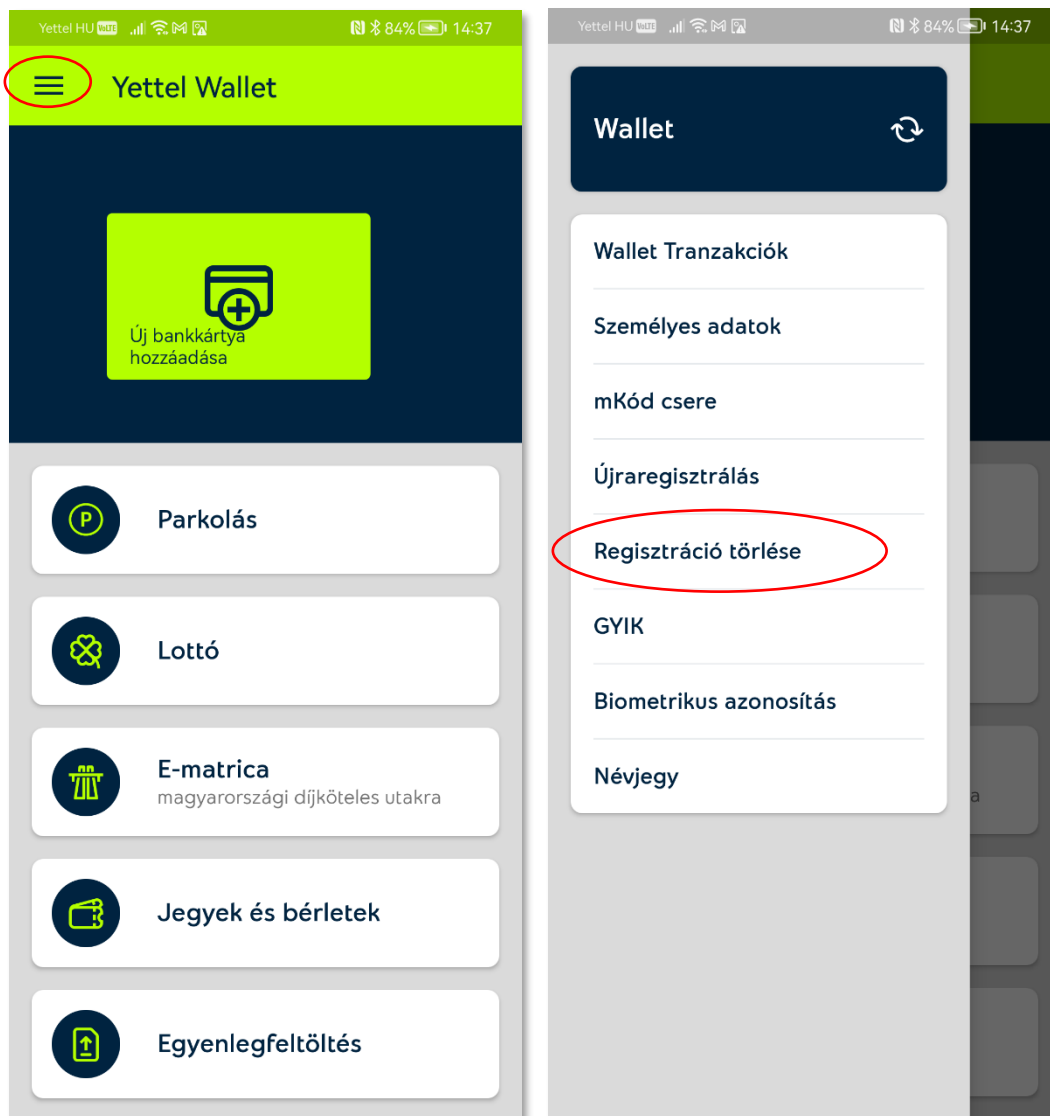 Yettel HU VoLTE 84% 14:37
Yettel Wallet
Új bankkártya
hozzáadása
P Parkolás
Lottó
E-matrica
magyarországi díjköteles utakra
Jegyek és bérletek
Egyenlegfeltöltés
Yettel HU VoLTE 84% 14:37
Wallet
Wallet Tranzakciók
Személyes adatok
mKód csere
Újraregisztrálás
Regisztráció törlése
GYIK
Biometrikus azonosítás
Névjegy
a